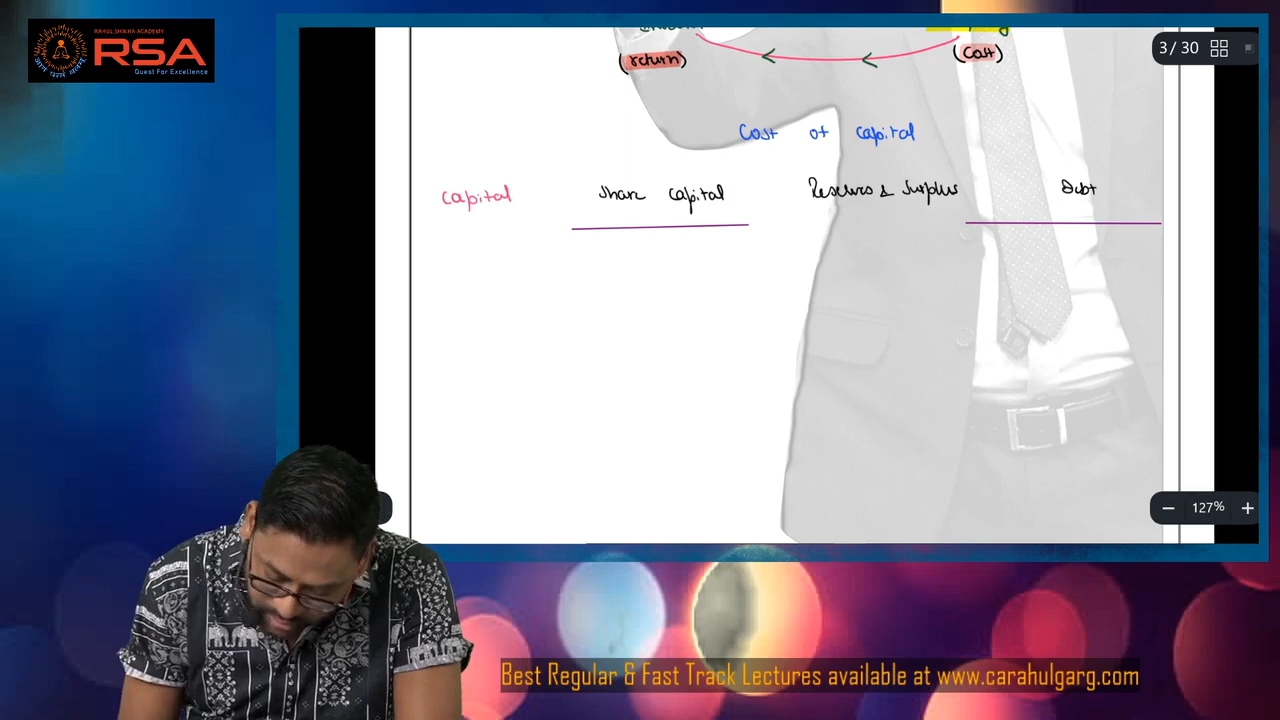 RAHUL SHIKHA ACADEMY
RSA
Quest For Excellence
3 / 30
(return)
(Cost)
Cost of capital
Capital
Share Capital
Reserves & Surplus
Debt
127%
Best Regular & Fast Track Lectures available at www.carahulgarg.com